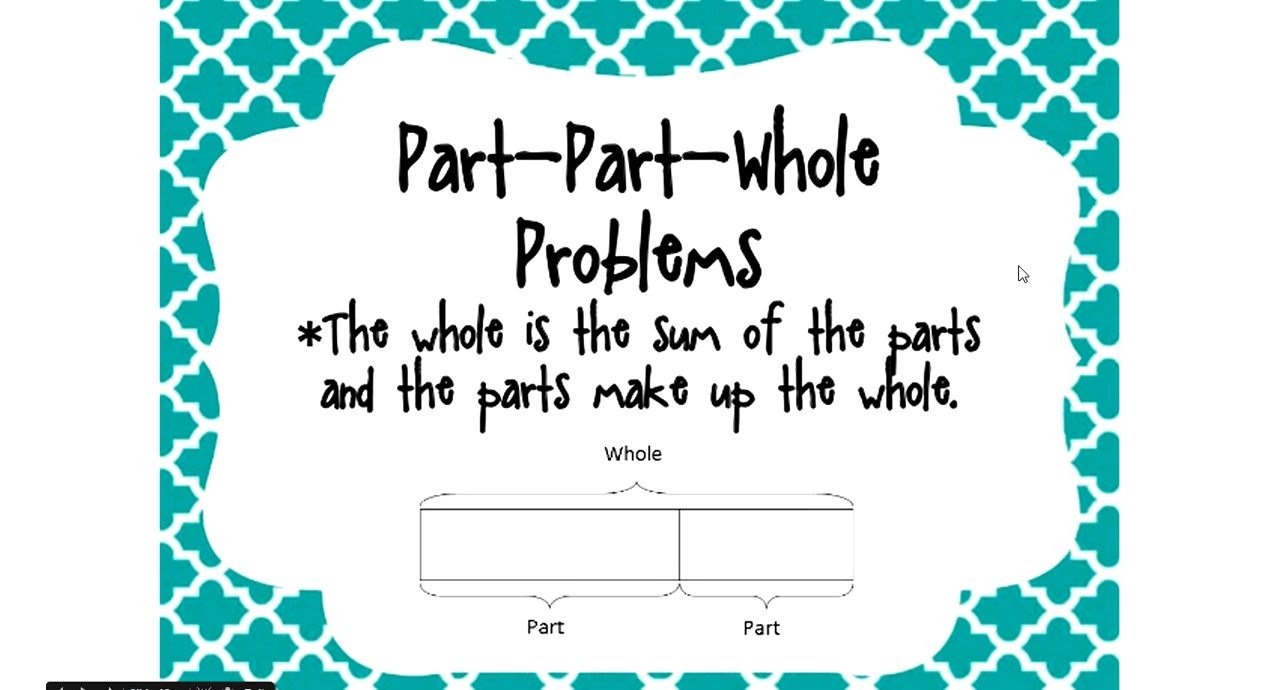 Part-Part-Whole
Problems
*The whole is the sum of the parts
and the parts make up the whole.
Whole
Part Part